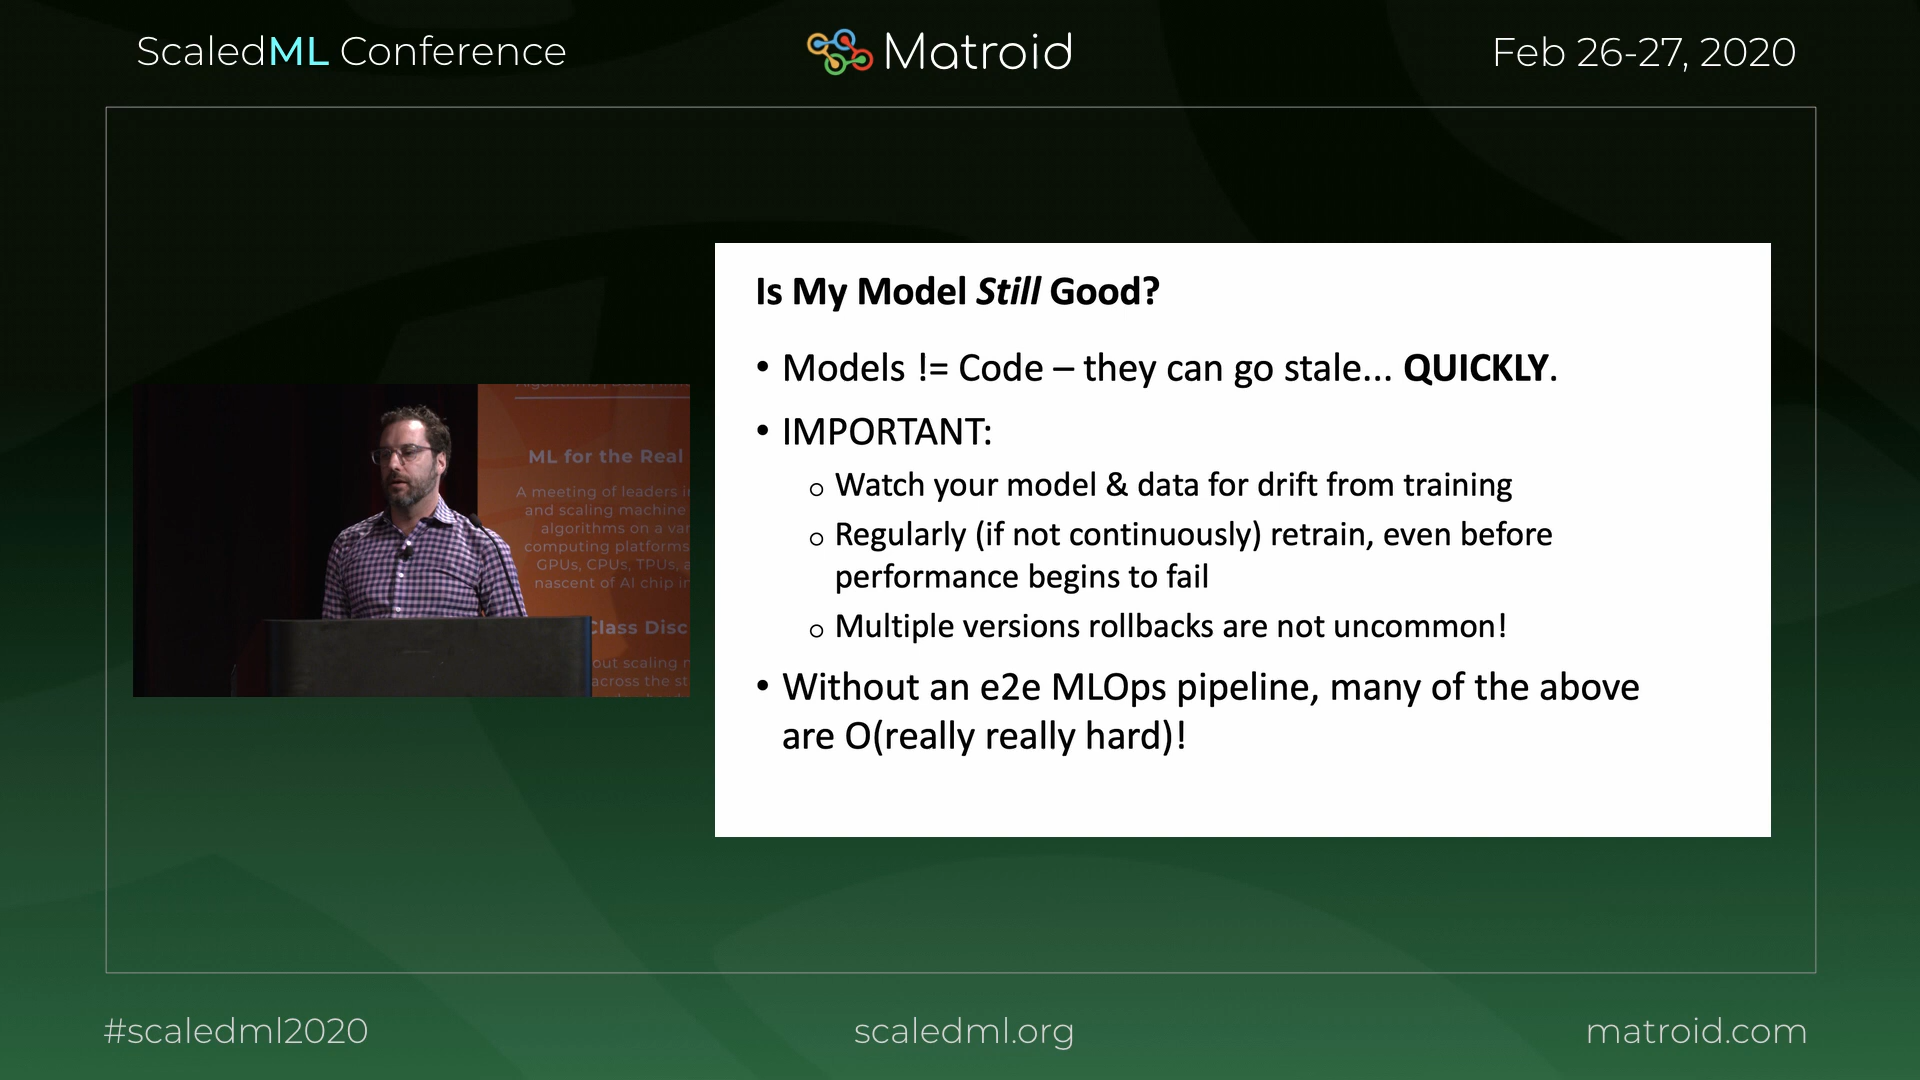 ScaledML Conference
Matroid
Feb 26-27, 2020
ML for the Real
A meeting of leaders
and scaling machine
algorithms on a
computing platforms
GPUs, CPUs, TPUs,
nascent of AI chip
Class Disc
out scaling
across the
Is My Model Still Good?
• Models != Code – they can go stale... QUICKLY.
• IMPORTANT:
o Watch your model & data for drift from training
o Regularly (if not continuously) retrain, even before
performance begins to fail
o Multiple versions rollbacks are not uncommon!
• Without an e2e MLOps pipeline, many of the above
are O(really really hard)!
#scaledml2020
scaledml.org
matroid.com